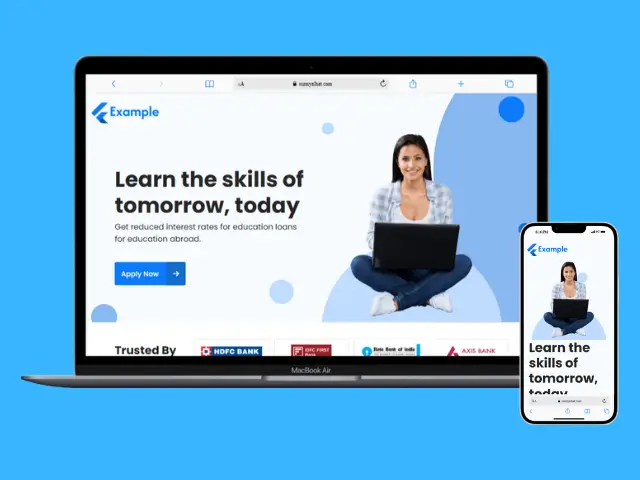 AA
Example
Learn the skills of
tomorrow, today
Get reduced interest rates for education loans
for education abroad.
Apply Now
Trusted By
HDFC BANK
IDFC FIRST
Bank
State Bank of India
AXIS BANK
MacBook Air
Example
Learn the
skills of
tomorrow,
today